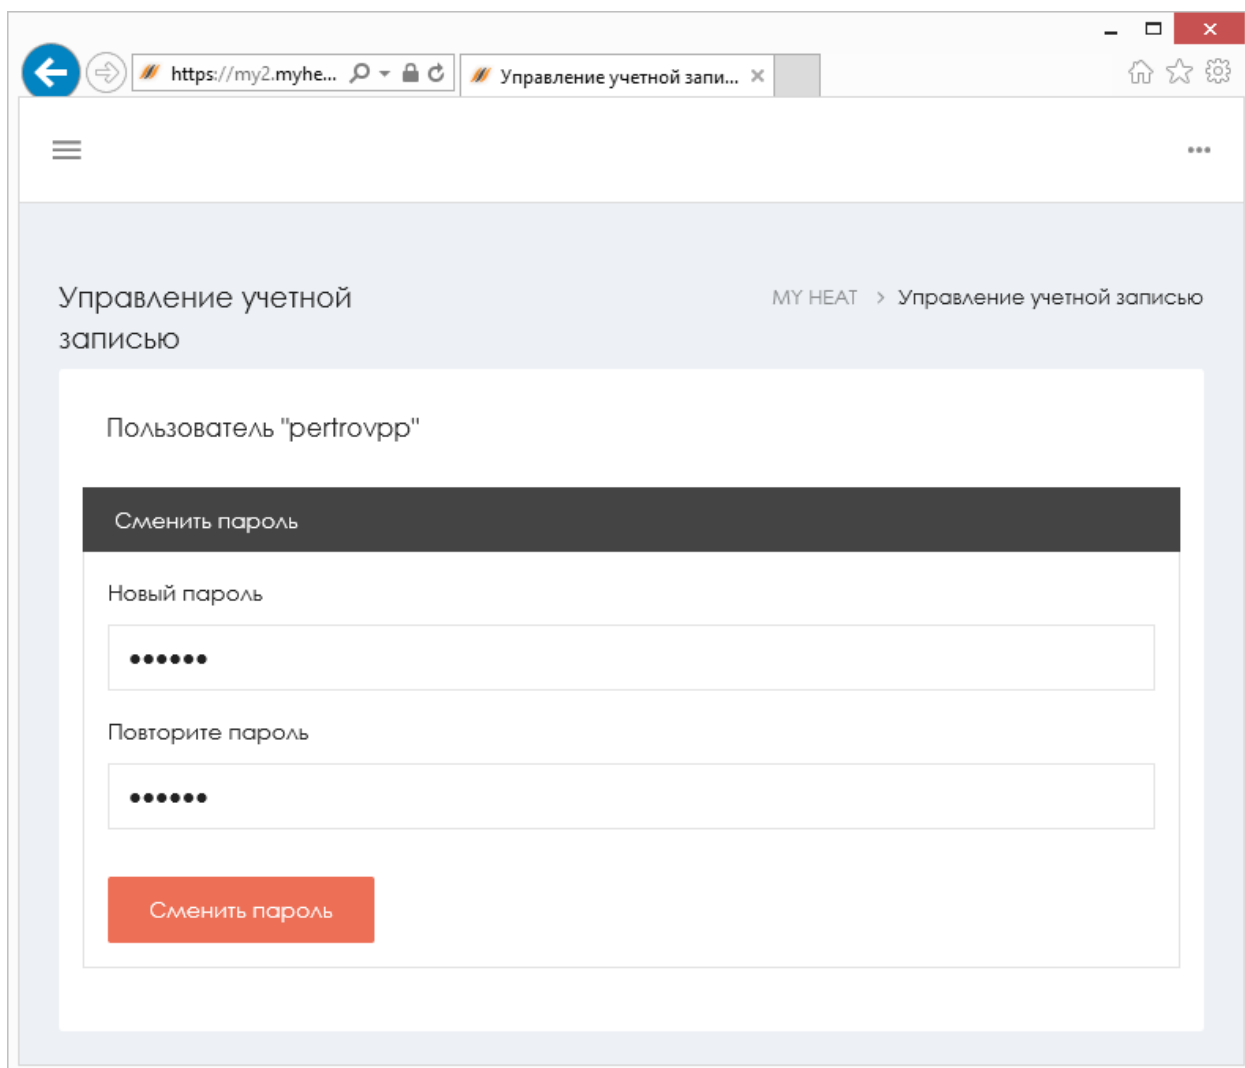 https://my2.myhe...
Управление учетной запи...
Управление учетной
записью
MY HEAT > Управление учетной записью
Пользователь "pertrovpp"
Сменить пароль
Новый пароль
••••••
Повторите пароль
••••••
Сменить пароль